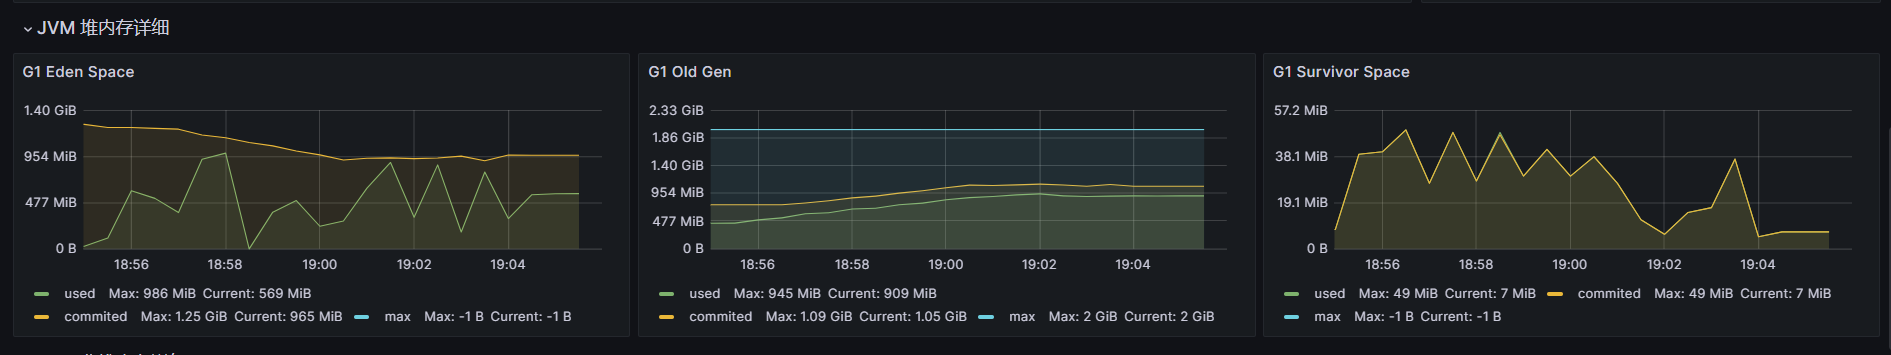 JVM 堆内存详细
G1 Eden Space
1.40 GiB
954 MiB
477 MiB
0 B
18:56 18:58 19:00 19:02 19:04
used Max: 986 MiB Current: 569 MiB
commited Max: 1.25 GiB Current: 965 MiB max Max: -1 B Current: -1 B
G1 Old Gen
2.33 GiB
1.86 GiB
1.40 GiB
954 MiB
477 MiB
0 B
18:56 18:58 19:00 19:02 19:04
used Max: 945 MiB Current: 909 MiB
commited Max: 1.09 GiB Current: 1.05 GiB max Max: 2 GiB Current: 2 GiB
G1 Survivor Space
57.2 MiB
38.1 MiB
19.1 MiB
0 B
18:56 18:58 19:00 19:02 19:04
used Max: 49 MiB Current: 7 MiB commited Max: 49 MiB Current: 7 MiB
max Max: -1 B Current: -1 B